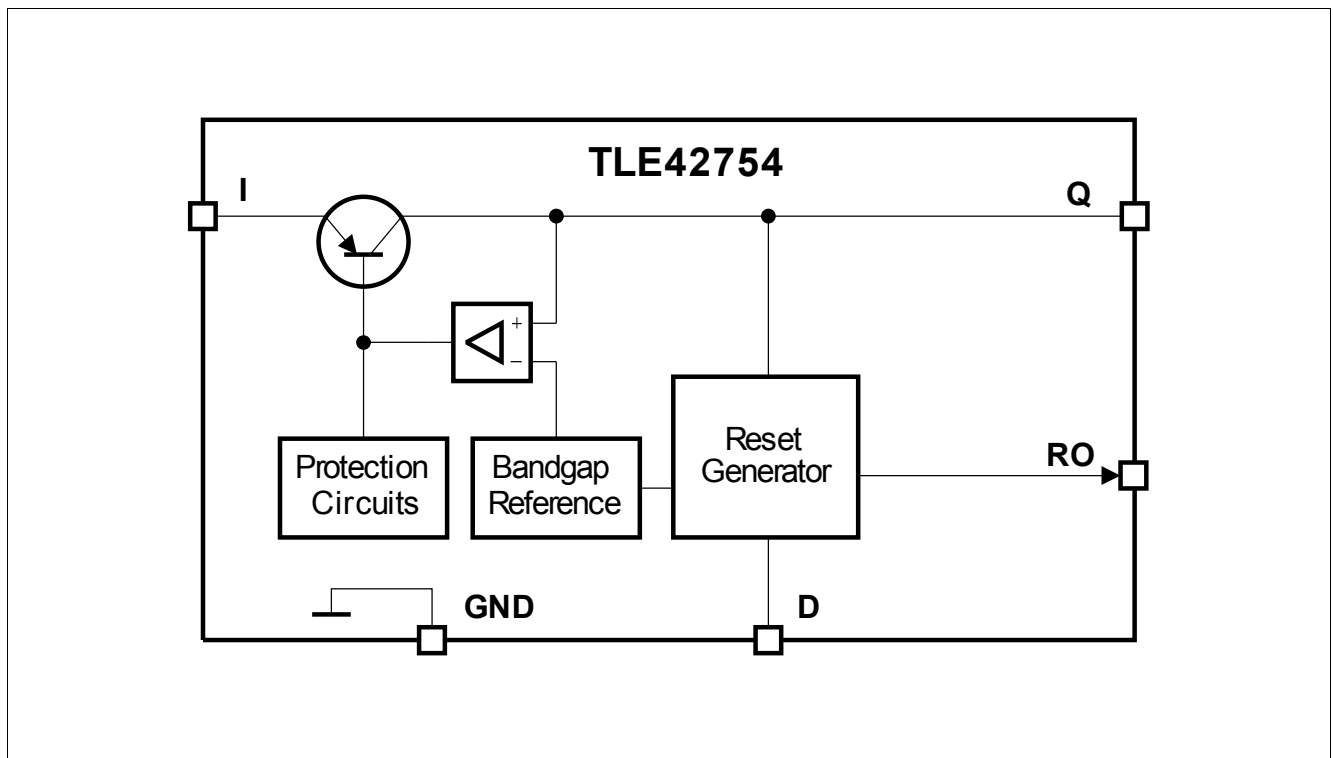 TLE42754
I
Q
+
−
Reset
Generator
RO
Protection
Circuits
Bandgap
Reference
GND
D